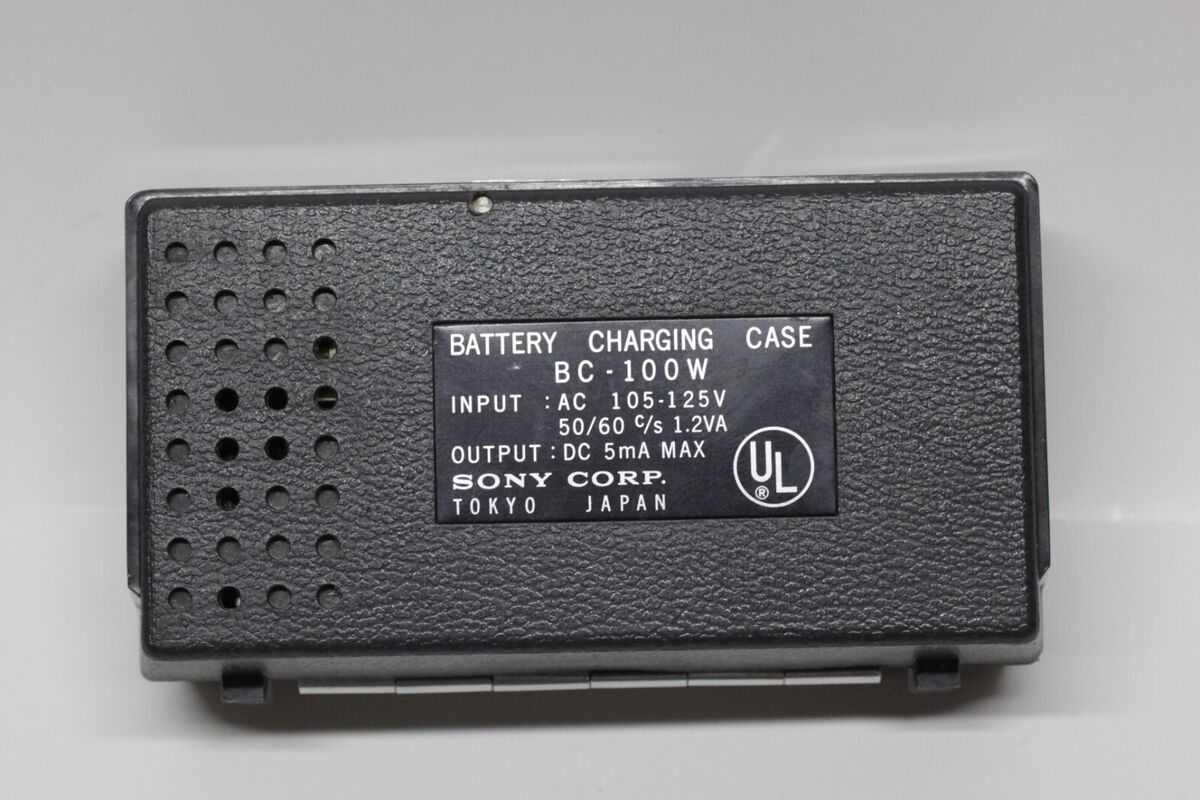 BATTERY CHARGING CASE
BC-100W
INPUT : AC 105-125V
50/60 c/s 1.2VA
OUTPUT : DC 5mA MAX
SONY CORP.
TOKYO JAPAN
UL
®